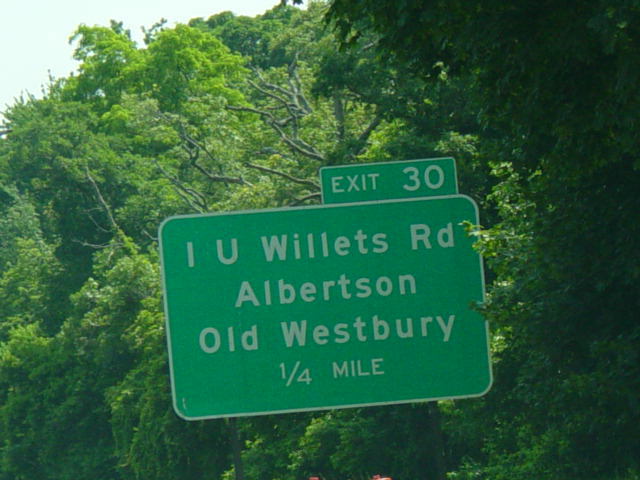 EXIT 30
I U Willets Rd
Albertson
Old Westbury
1/4 MILE